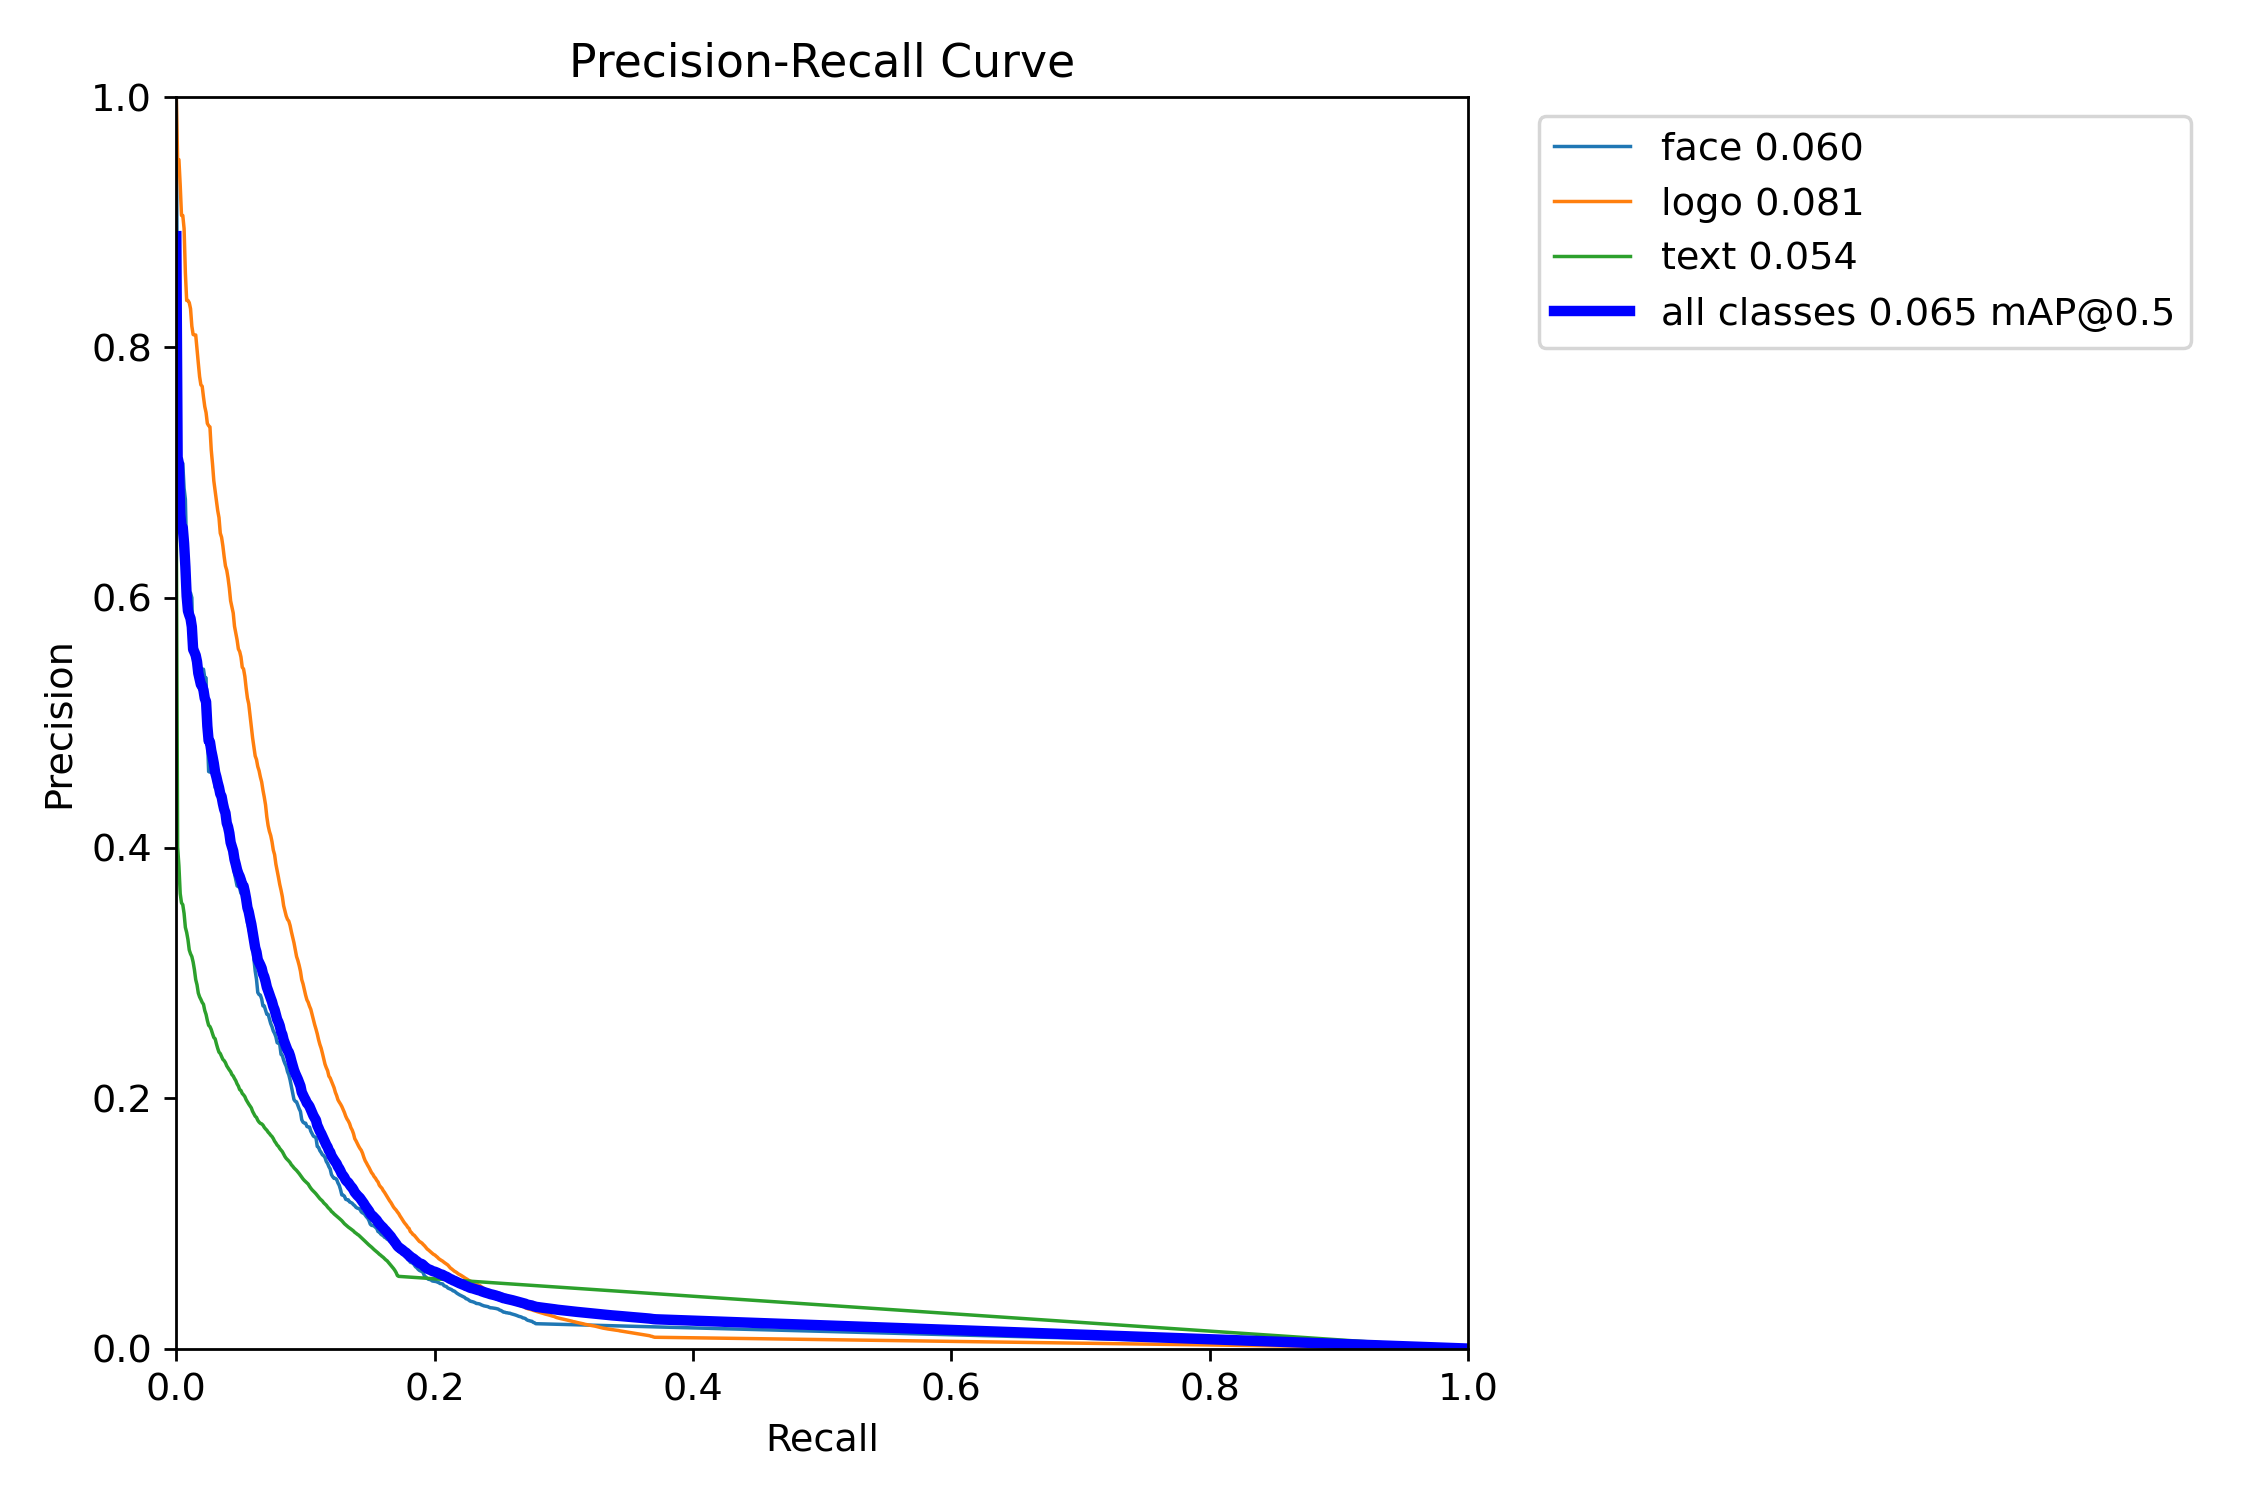 Precision-Recall Curve
1.0
0.8
0.6
0.4
0.2
0.0
Precision
0.0 0.2 0.4 0.6 0.8 1.0
Recall
face 0.060
logo 0.081
text 0.054
all classes 0.065 mAP@0.5